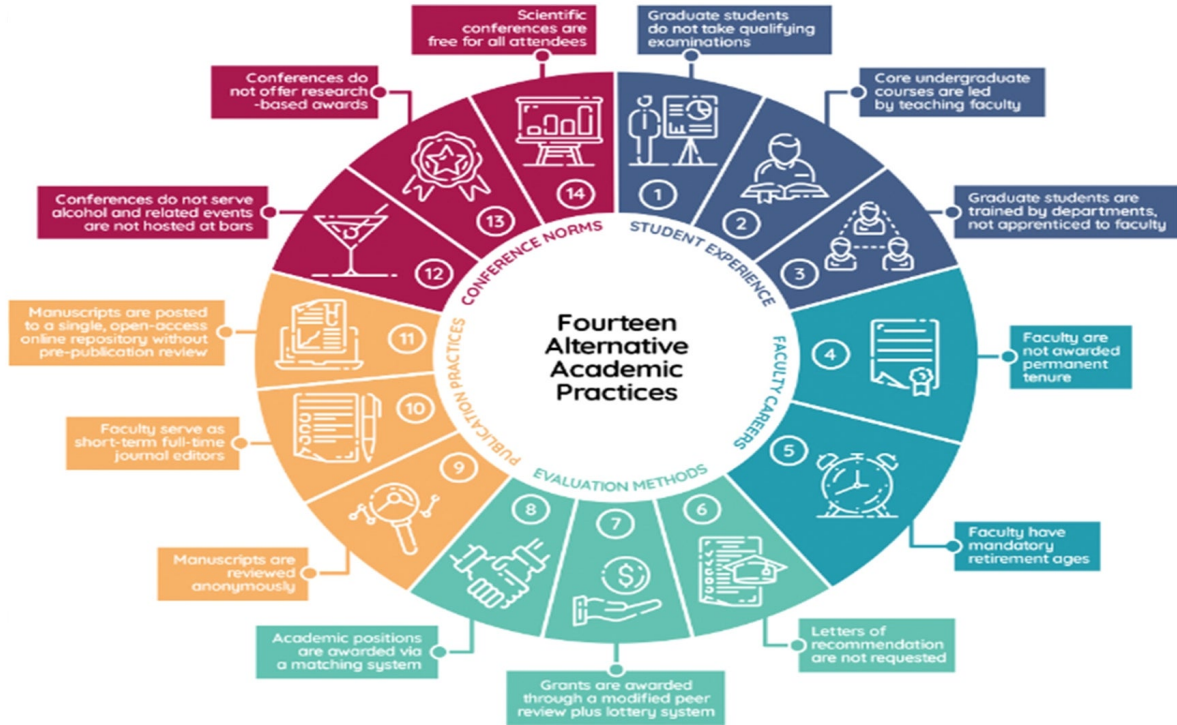 Fourteen
Alternative
Academic
Practices
STUDENT EXPERIENCE
1
Graduate students
do not take qualifying
examinations
2
Core undergraduate
courses are led
by teaching faculty
3
Graduate students are
trained by departments,
not apprenticed to faculty
FACULTY CAREERS
4
Faculty are
not awarded
permanent
tenure
5
Faculty have
mandatory
retirement ages
EVALUATION METHODS
6
Letters of
recommendation
are not requested
7
$
Grants are awarded
through a modified peer
review plus lottery system
8
Academic positions
are awarded via
a matching system
PUBLICATION PRACTICES
9
Manuscripts are
reviewed
anonymously
10
Faculty serve as
short-term full-time
journal editors
11
Manuscripts are posted
to a single, open-access
online repository without
pre-publication review
CONFERENCE NORMS
12
Conferences do not serve
alcohol and related events
are not hosted at bars
13
Conferences do
not offer research
-based awards
14
Scientific
conferences are
free for all attendees